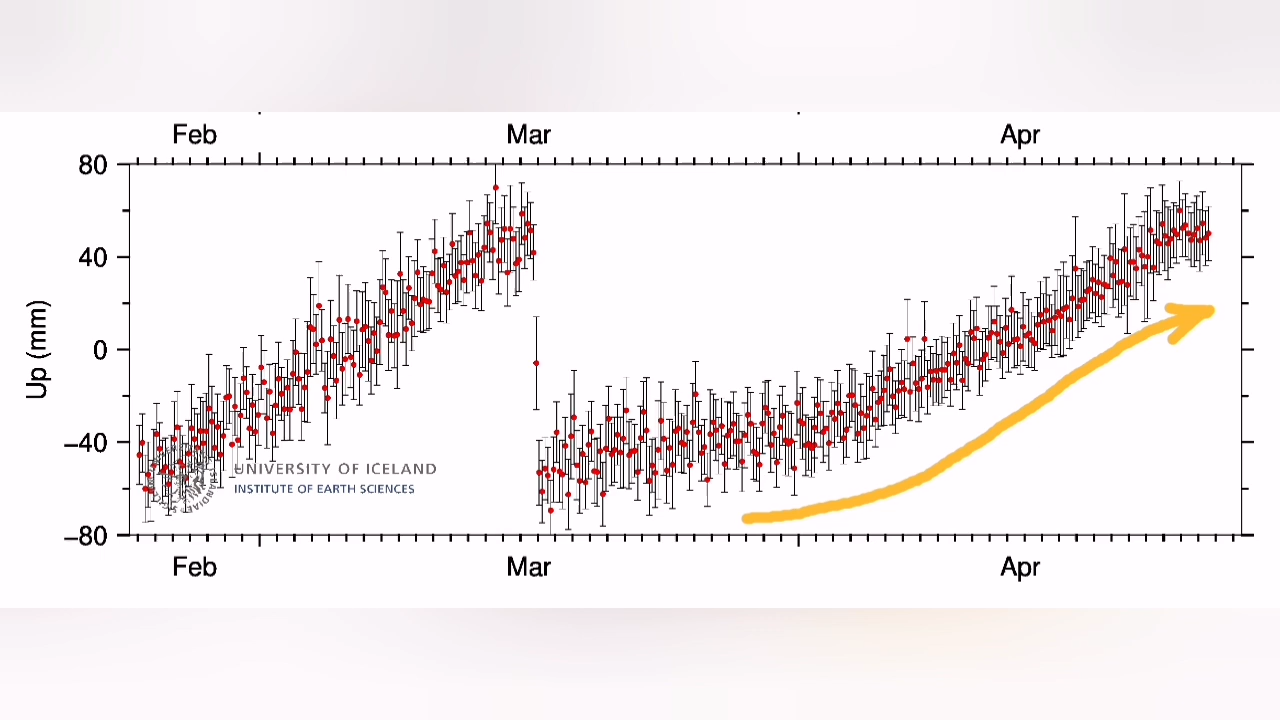 Feb Mar Apr
80
40
0
−40
−80
Up (mm)
UNIVERSITY OF ICELAND
INSTITUTE OF EARTH SCIENCES
Feb Mar Apr